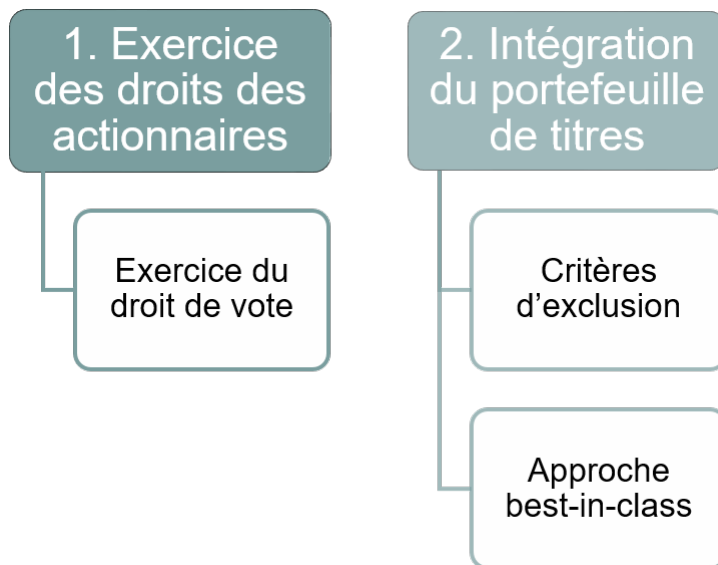 1. Exercice
des droits des
actionnaires
Exercice du
droit de vote
2. Intégration
du portefeuille
de titres
Critères
d’exclusion
Approche
best-in-class